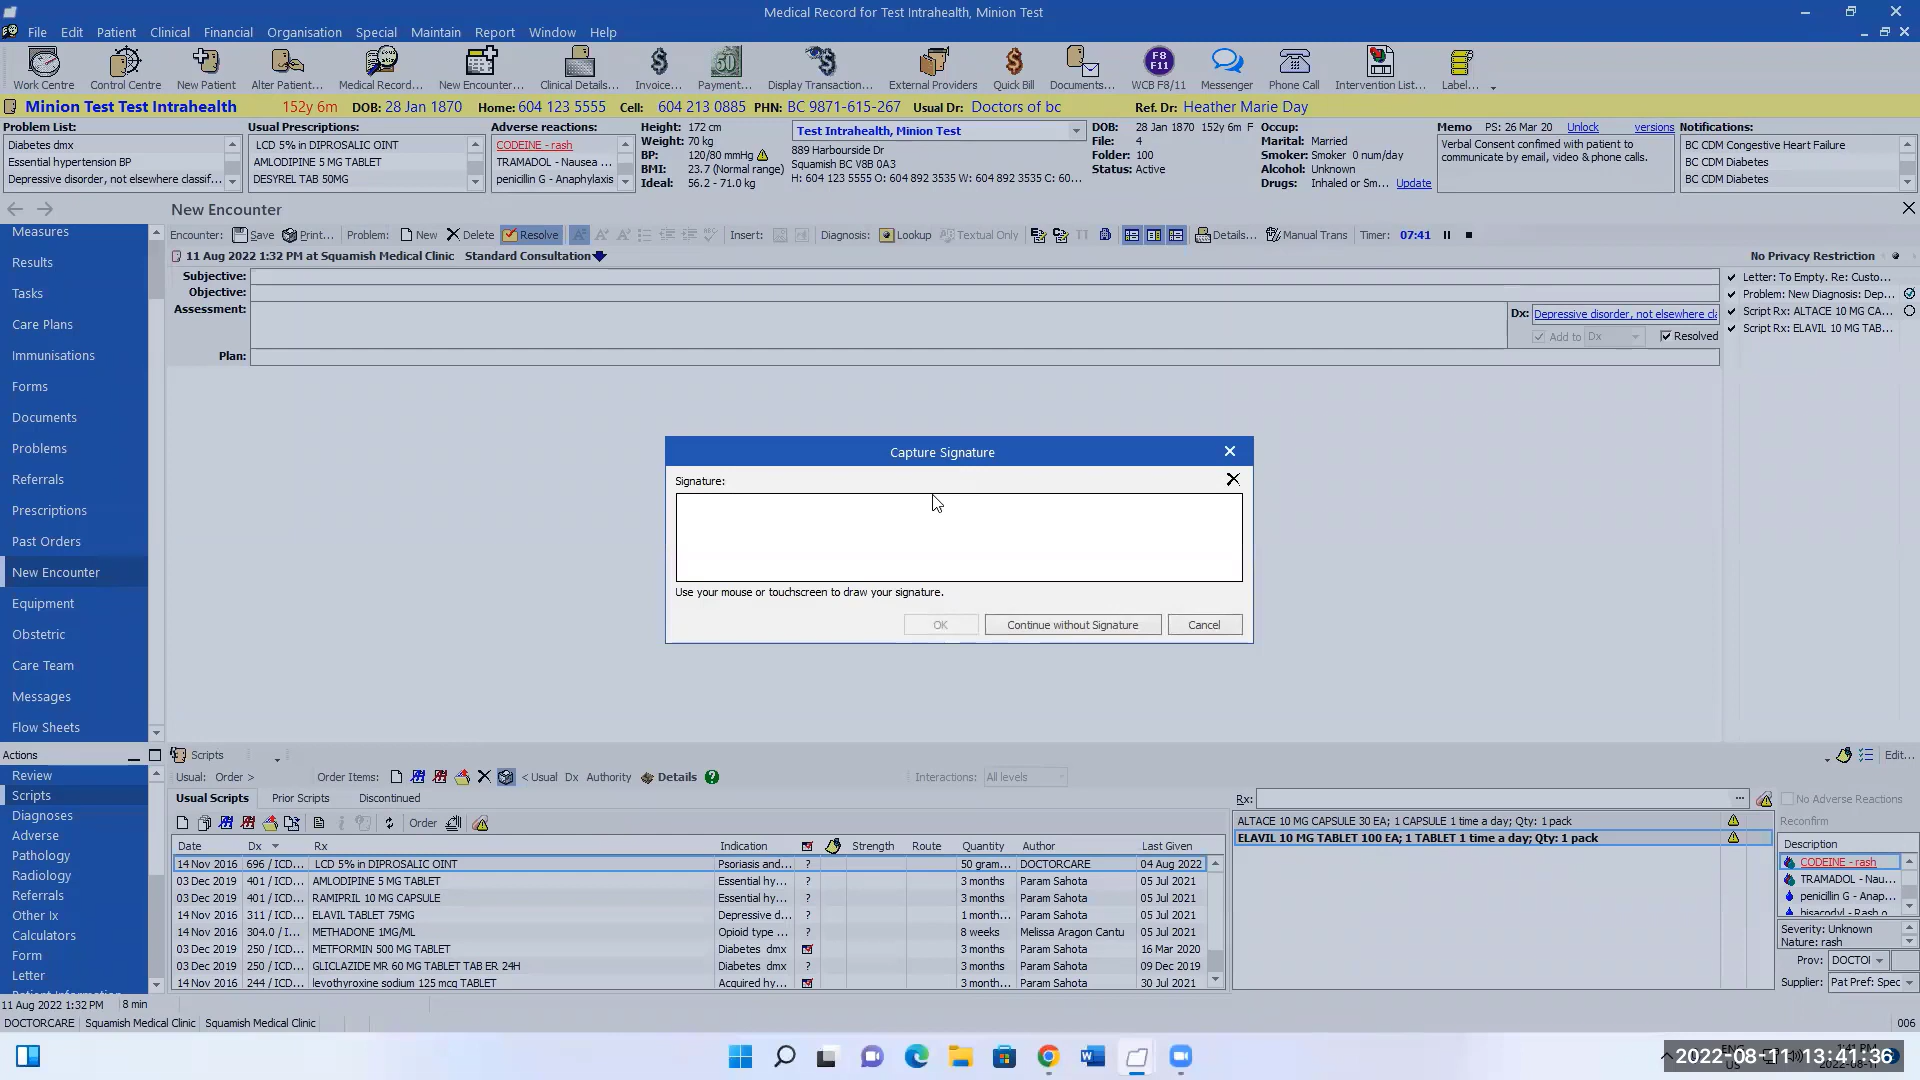 Medical Record for Test Intrahealth, Minion Test
File Edit Patient Clinical Financial Organisation Special Maintain Report Window Help
Work Centre Control Centre New Patient Alter Patient... Medical Record... New Encounter... Clinical Details... Invoice... Payment... Display Transaction... External Providers Quick Bill Documents... WCB F8/11 Messenger Phone Call Intervention List... Label...
Minion Test Test Intrahealth 152y 6m DOB: 28 Jan 1870 Home: 604 123 5555 Cell: 604 213 0885 PHN: BC 9871-615-267 Usual Dr: Doctors of bc Ref. Dr: Heather Marie Day
Problem List:
Diabetes dmx
Essential hypertension BP
Depressive disorder, not elsewhere classif...
Usual Prescriptions:
LCD 5% in DIPROSALIC OINT
AMLODIPINE 5 MG TABLET
DESYREL TAB 50MG
Adverse reactions:
CODEINE - rash
TRAMADOL - Nausea ...
penicillin G - Anaphylaxis
Height: 172 cm
Weight: 70 kg
BP: 120/80 mmHg
BMI: 23.7 (Normal range)
Ideal: 56.2 - 71.0 kg
Test Intrahealth, Minion Test
889 Harbourside Dr
Squamish BC V8B 0A3
H: 604 123 5555 O: 604 892 3535 W: 604 892 3535 C: 60...
DOB: 28 Jan 1870 152y 6m F
File: 4
Folder: 100
Status: Active
Occup:
Marital: Married
Smoker: Smoker 0 num/day
Alcohol: Unknown
Drugs: Inhaled or Sm... Update
Memo PS: 26 Mar 20 Unlock versions
Verbal Consent confimed with patient to
communicate by email, video & phone calls.
Notifications:
BC CDM Congestive Heart Failure
BC CDM Diabetes
BC CDM Diabetes
New Encounter
Encounter: Save Print... Problem: New Delete Resolve Insert: Diagnosis: Lookup Textual Only Details... Manual Trans Timer: 07:41
11 Aug 2022 1:32 PM at Squamish Medical Clinic Standard Consultation No Privacy Restriction
Subjective:
Objective:
Assessment:
Dx: Depressive disorder, not elsewhere cl
Add to Dx Resolved
Plan:
Letter: To Empty. Re: Custo...
Problem: New Diagnosis: Dep...
Script Rx: ALTACE 10 MG CA...
Script Rx: ELAVIL 10 MG TAB...
Measures
Results
Tasks
Care Plans
Immunisations
Forms
Documents
Problems
Referrals
Prescriptions
Past Orders
New Encounter
Equipment
Obstetric
Care Team
Messages
Flow Sheets
Capture Signature
Signature:
Use your mouse or touchscreen to draw your signature.
OK Continue without Signature Cancel
Actions
Review
Scripts
Diagnoses
Adverse
Pathology
Radiology
Referrals
Other Ix
Calculators
Form
Letter
Patient Information
Scripts Edit...
Usual: Order > Order Items: < Usual Dx Authority Details Interactions: All levels
Usual Scripts Prior Scripts Discontinued
Order
Date Dx Rx Indication Strength Route Quantity Author Last Given
14 Nov 2016 696 / ICD... LCD 5% in DIPROSALIC OINT Psoriasis and... ? 50 gram... DOCTORCARE 04 Aug 2022
03 Dec 2019 401 / ICD... AMLODIPINE 5 MG TABLET Essential hy... ? 3 months Param Sahota 05 Jul 2021
03 Dec 2019 401 / ICD... RAMIPRIL 10 MG CAPSULE Essential hy... ? 3 months Param Sahota 05 Jul 2021
14 Nov 2016 311 / ICD... ELAVIL TABLET 75MG Depressive d... ? 1 month... Param Sahota 05 Jul 2021
14 Nov 2016 304.0 / I... METHADONE 1MG/ML Opioid type ... ? 8 weeks Melissa Aragon Cantu 05 Jul 2021
03 Dec 2019 250 / ICD... METFORMIN 500 MG TABLET Diabetes dmx 3 months Param Sahota 16 Mar 2020
03 Dec 2019 250 / ICD... GLICLAZIDE MR 60 MG TABLET TAB ER 24H Diabetes dmx ? 3 months Param Sahota 09 Dec 2019
14 Nov 2016 244 / ICD... levothyroxine sodium 125 mcg TABLET Acquired hy... 3 month... Param Sahota 30 Jul 2021
Rx: ... No Adverse Reactions
ALTACE 10 MG CAPSULE 30 EA; 1 CAPSULE 1 time a day; Qty: 1 pack
ELAVIL 10 MG TABLET 100 EA; 1 TABLET 1 time a day; Qty: 1 pack
Reconfirm
Description
CODEINE - rash
TRAMADOL - Nau...
penicillin G - Anap...
bisacodyl - Rash o...
Severity: Unknown
Nature: rash
Prov: DOCTOI
Supplier: Pat Pref: Spec
11 Aug 2022 1:32 PM 8 min
DOCTORCARE Squamish Medical Clinic Squamish Medical Clinic 006
2022-08-11 13:41:36